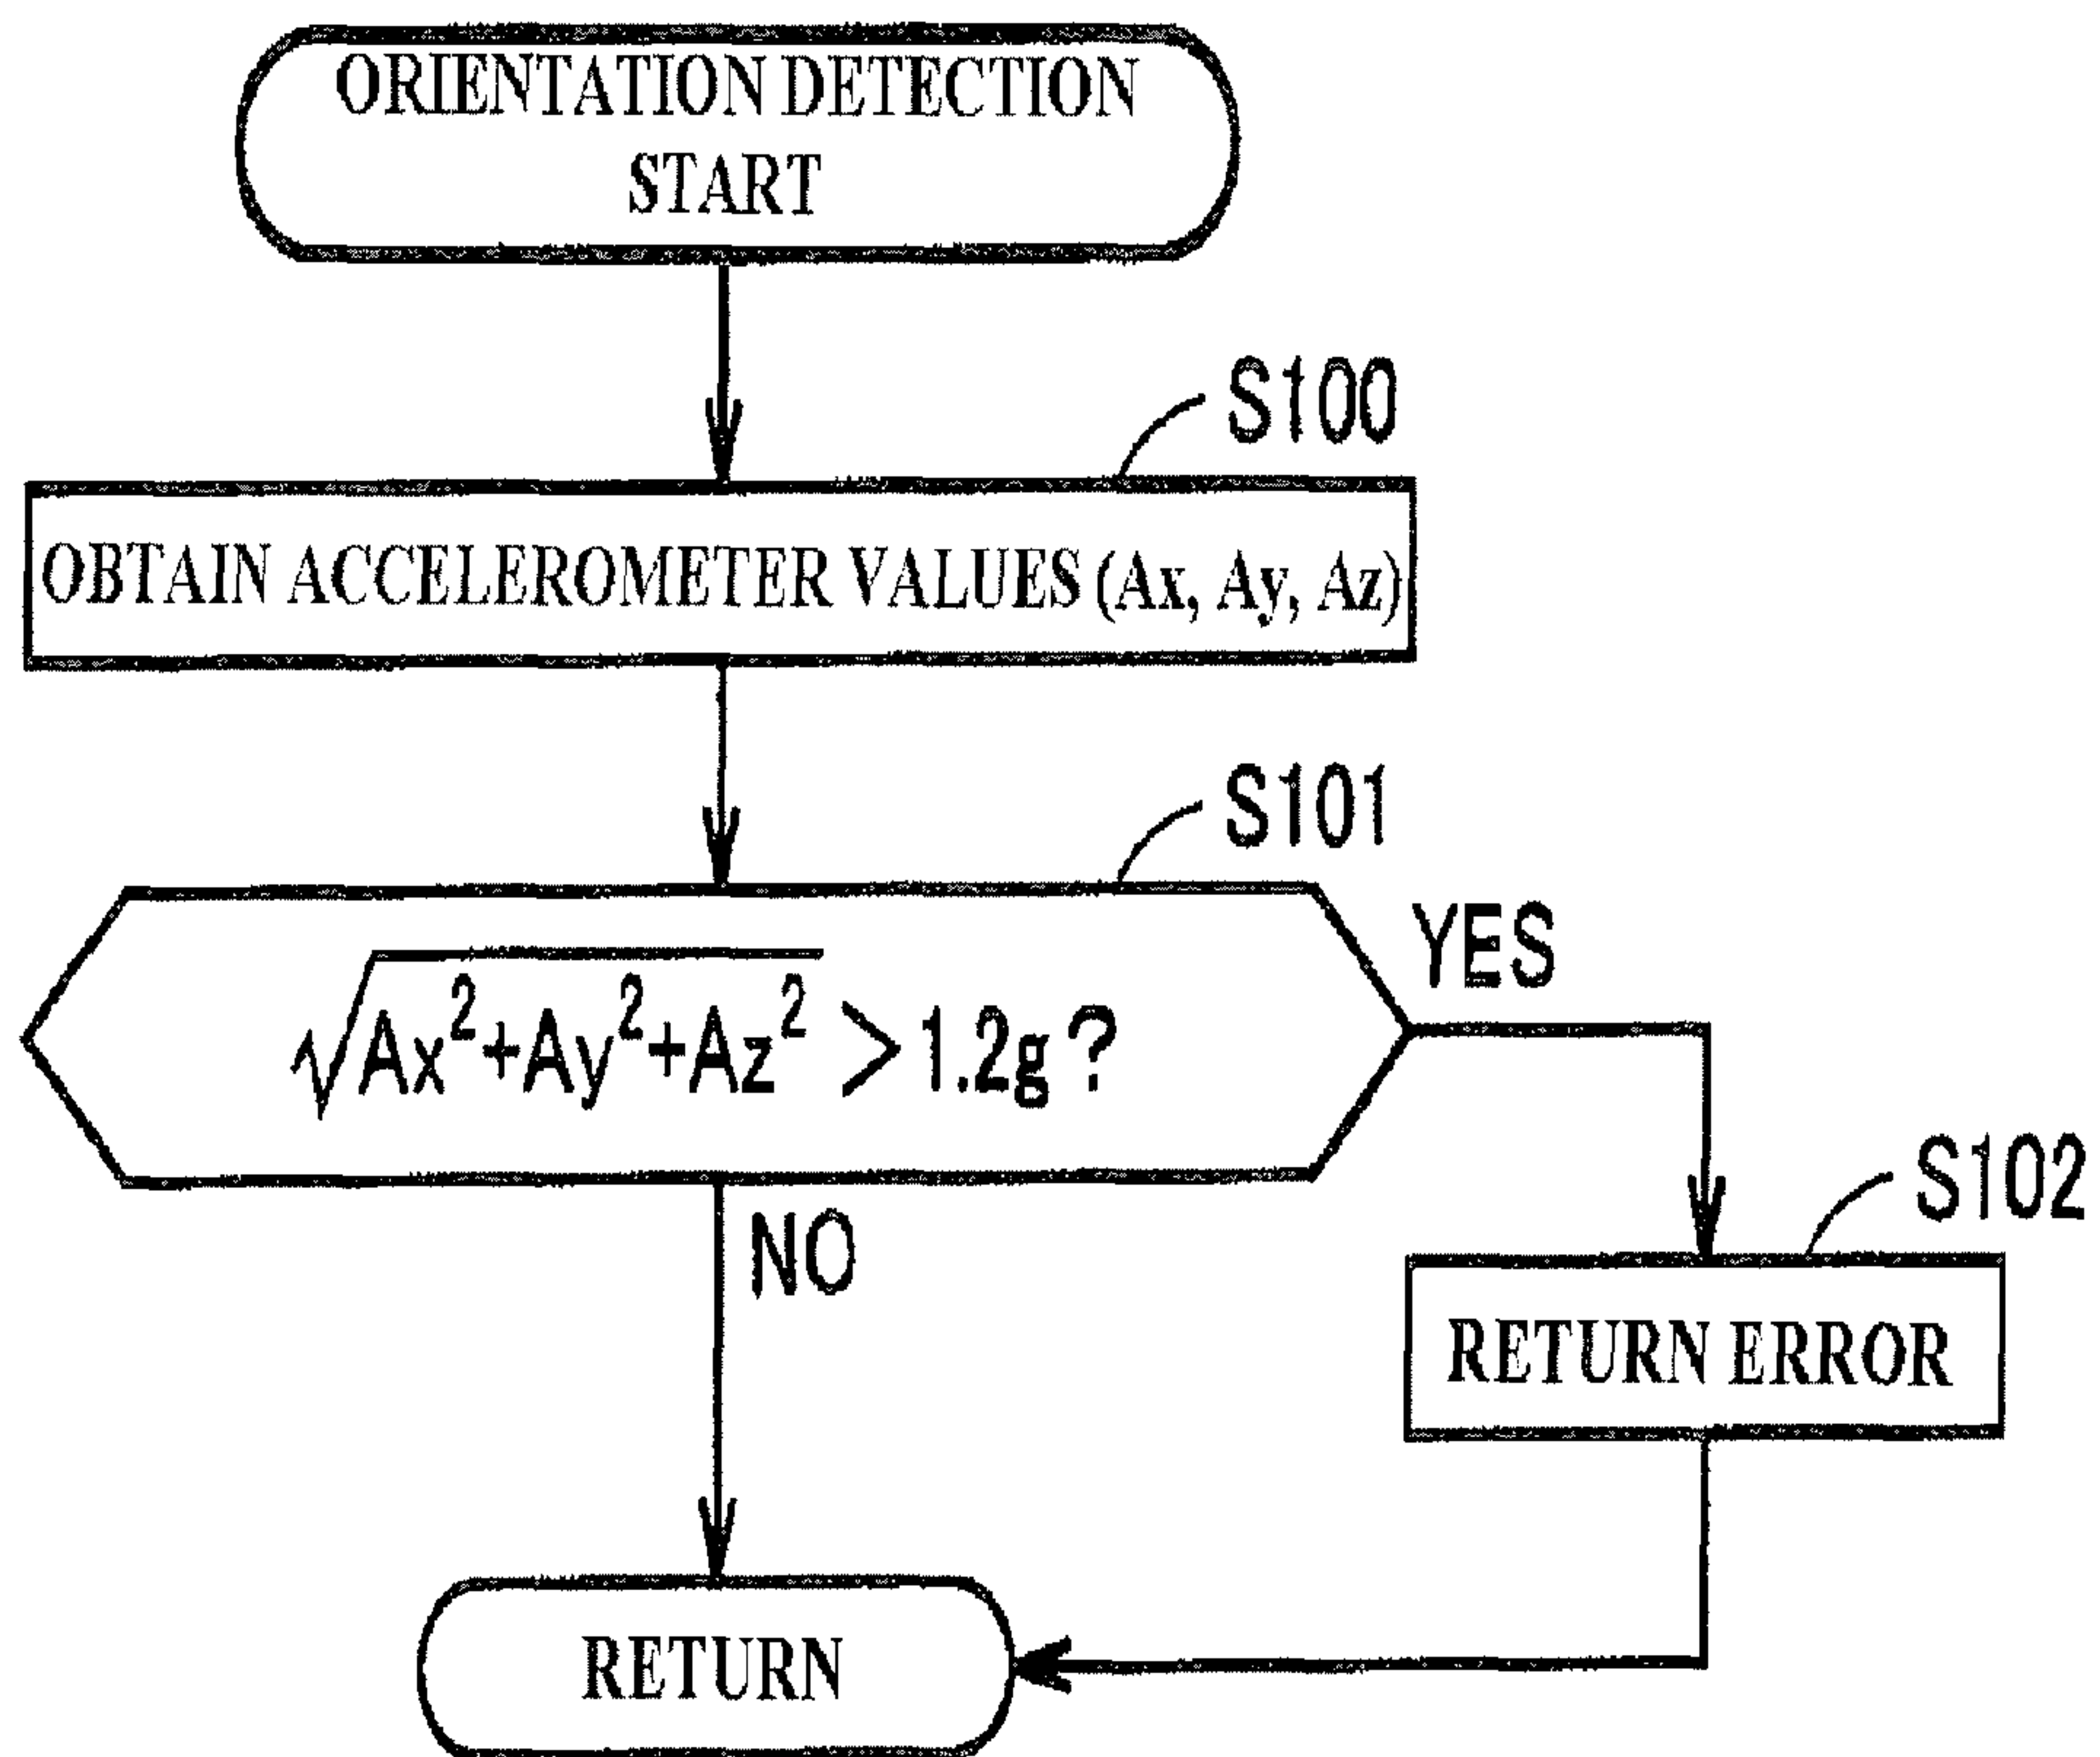 ORIENTATION DETECTION
START
S100
OBTAIN ACCELEROMETER VALUES (Ax, Ay, Az)
S101
√Ax²+Ay²+Az² > 1.2g?
YES
NO
S102
RETURN ERROR
RETURN